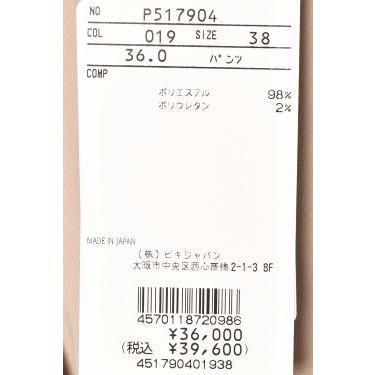 NO P517904
COL 019 SIZE 38
36.0 パンツ
COMP
ポリエステル 98%
ポリウレタン 2%
MADE IN JAPAN
(株)ビキジャパン
大阪市中央区西心斎橋2-1-3 8F
4570118720986
¥36,000
(税込 ¥39,600)
451790401938